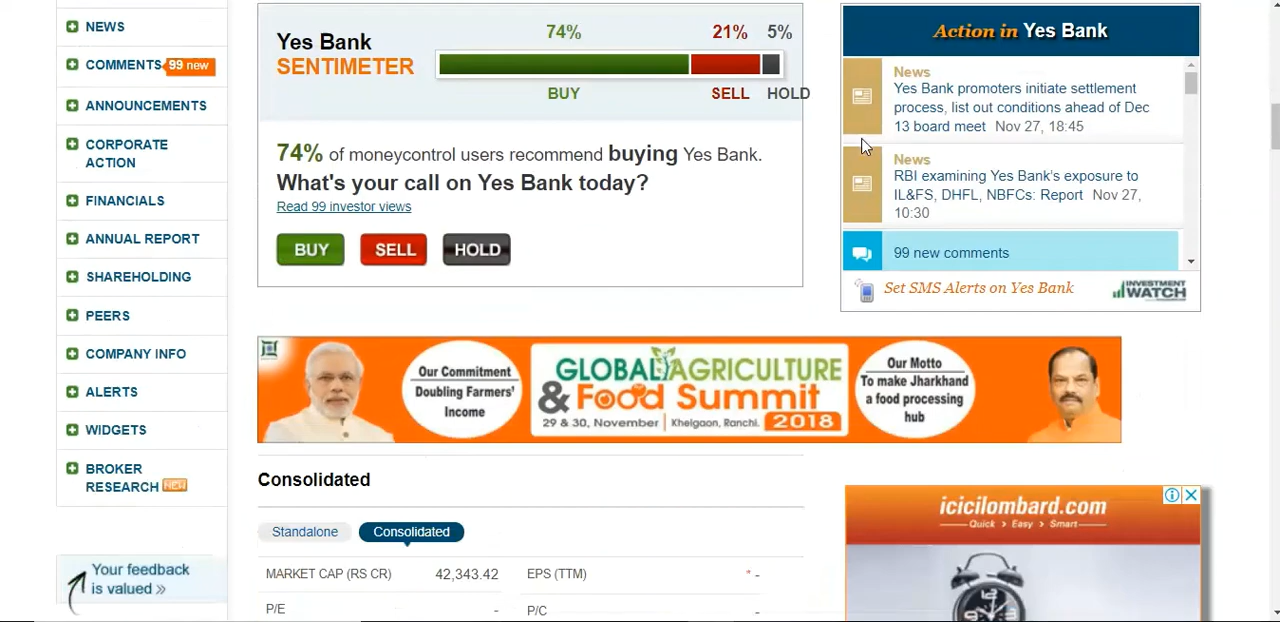 NEWS
COMMENTS 99 new
ANNOUNCEMENTS
CORPORATE
ACTION
FINANCIALS
ANNUAL REPORT
SHAREHOLDING
PEERS
COMPANY INFO
ALERTS
WIDGETS
BROKER
RESEARCH NEW
Your feedback
is valued »
Yes Bank
SENTIMETER
74% 21% 5%
BUY SELL HOLD
74% of moneycontrol users recommend buying Yes Bank.
What's your call on Yes Bank today?
Read 99 investor views
BUY SELL HOLD
Action in Yes Bank
News
Yes Bank promoters initiate settlement
process, list out conditions ahead of Dec
13 board meet Nov 27, 18:45
News
RBI examining Yes Bank's exposure to
IL&FS, DHFL, NBFCs: Report Nov 27,
10:30
99 new comments
Set SMS Alerts on Yes Bank
INVESTMENT
WATCH
Our Commitment
Doubling Farmers'
Income
GLOBAL AGRICULTURE
& Food Summit
29 & 30, November | Khelgaon, Ranchi. 2018
Our Motto
To make Jharkhand
a food processing
hub
Consolidated
Standalone Consolidated
MARKET CAP (RS CR) 42,343.42 EPS (TTM) * -
P/E - P/C -
icicilombard.com
Quick > Easy > Smart